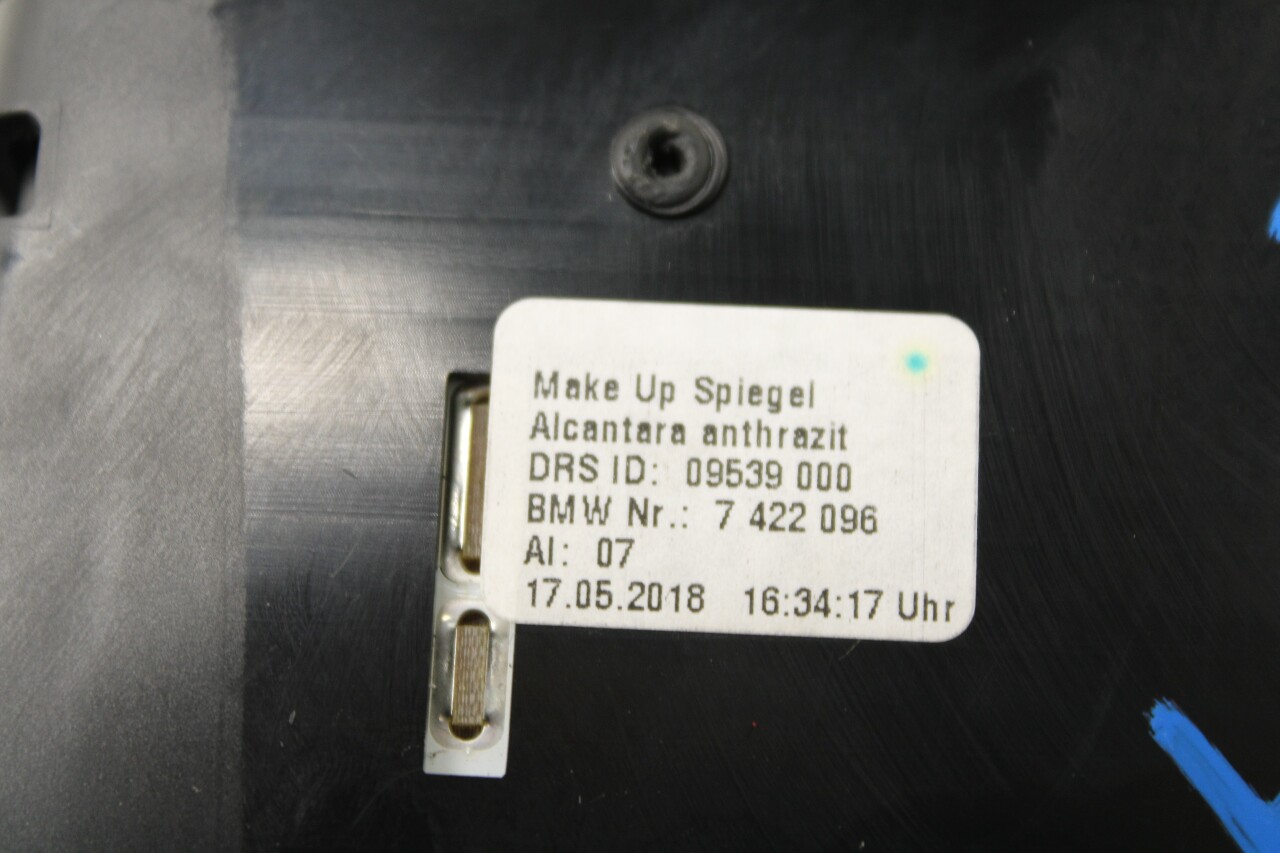 Make Up Spiegel
Alcantara anthrazit
DRS ID: 09539 000
BMW Nr.: 7 422 096
AI: 07
17.05.2018 16:34:17 Uhr